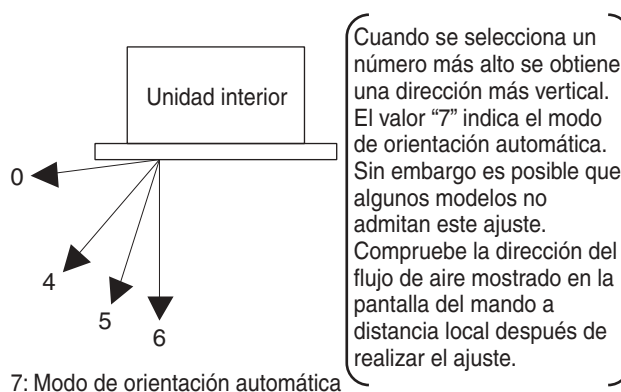 Unidad interior
0
4
5
6
7: Modo de orientación automática
Cuando se selecciona un
número más alto se obtiene
una dirección más vertical.
El valor “7” indica el modo
de orientación automática.
Sin embargo es posible que
algunos modelos no
admitan este ajuste.
Compruebe la dirección del
flujo de aire mostrado en la
pantalla del mando a
distancia local después de
realizar el ajuste.